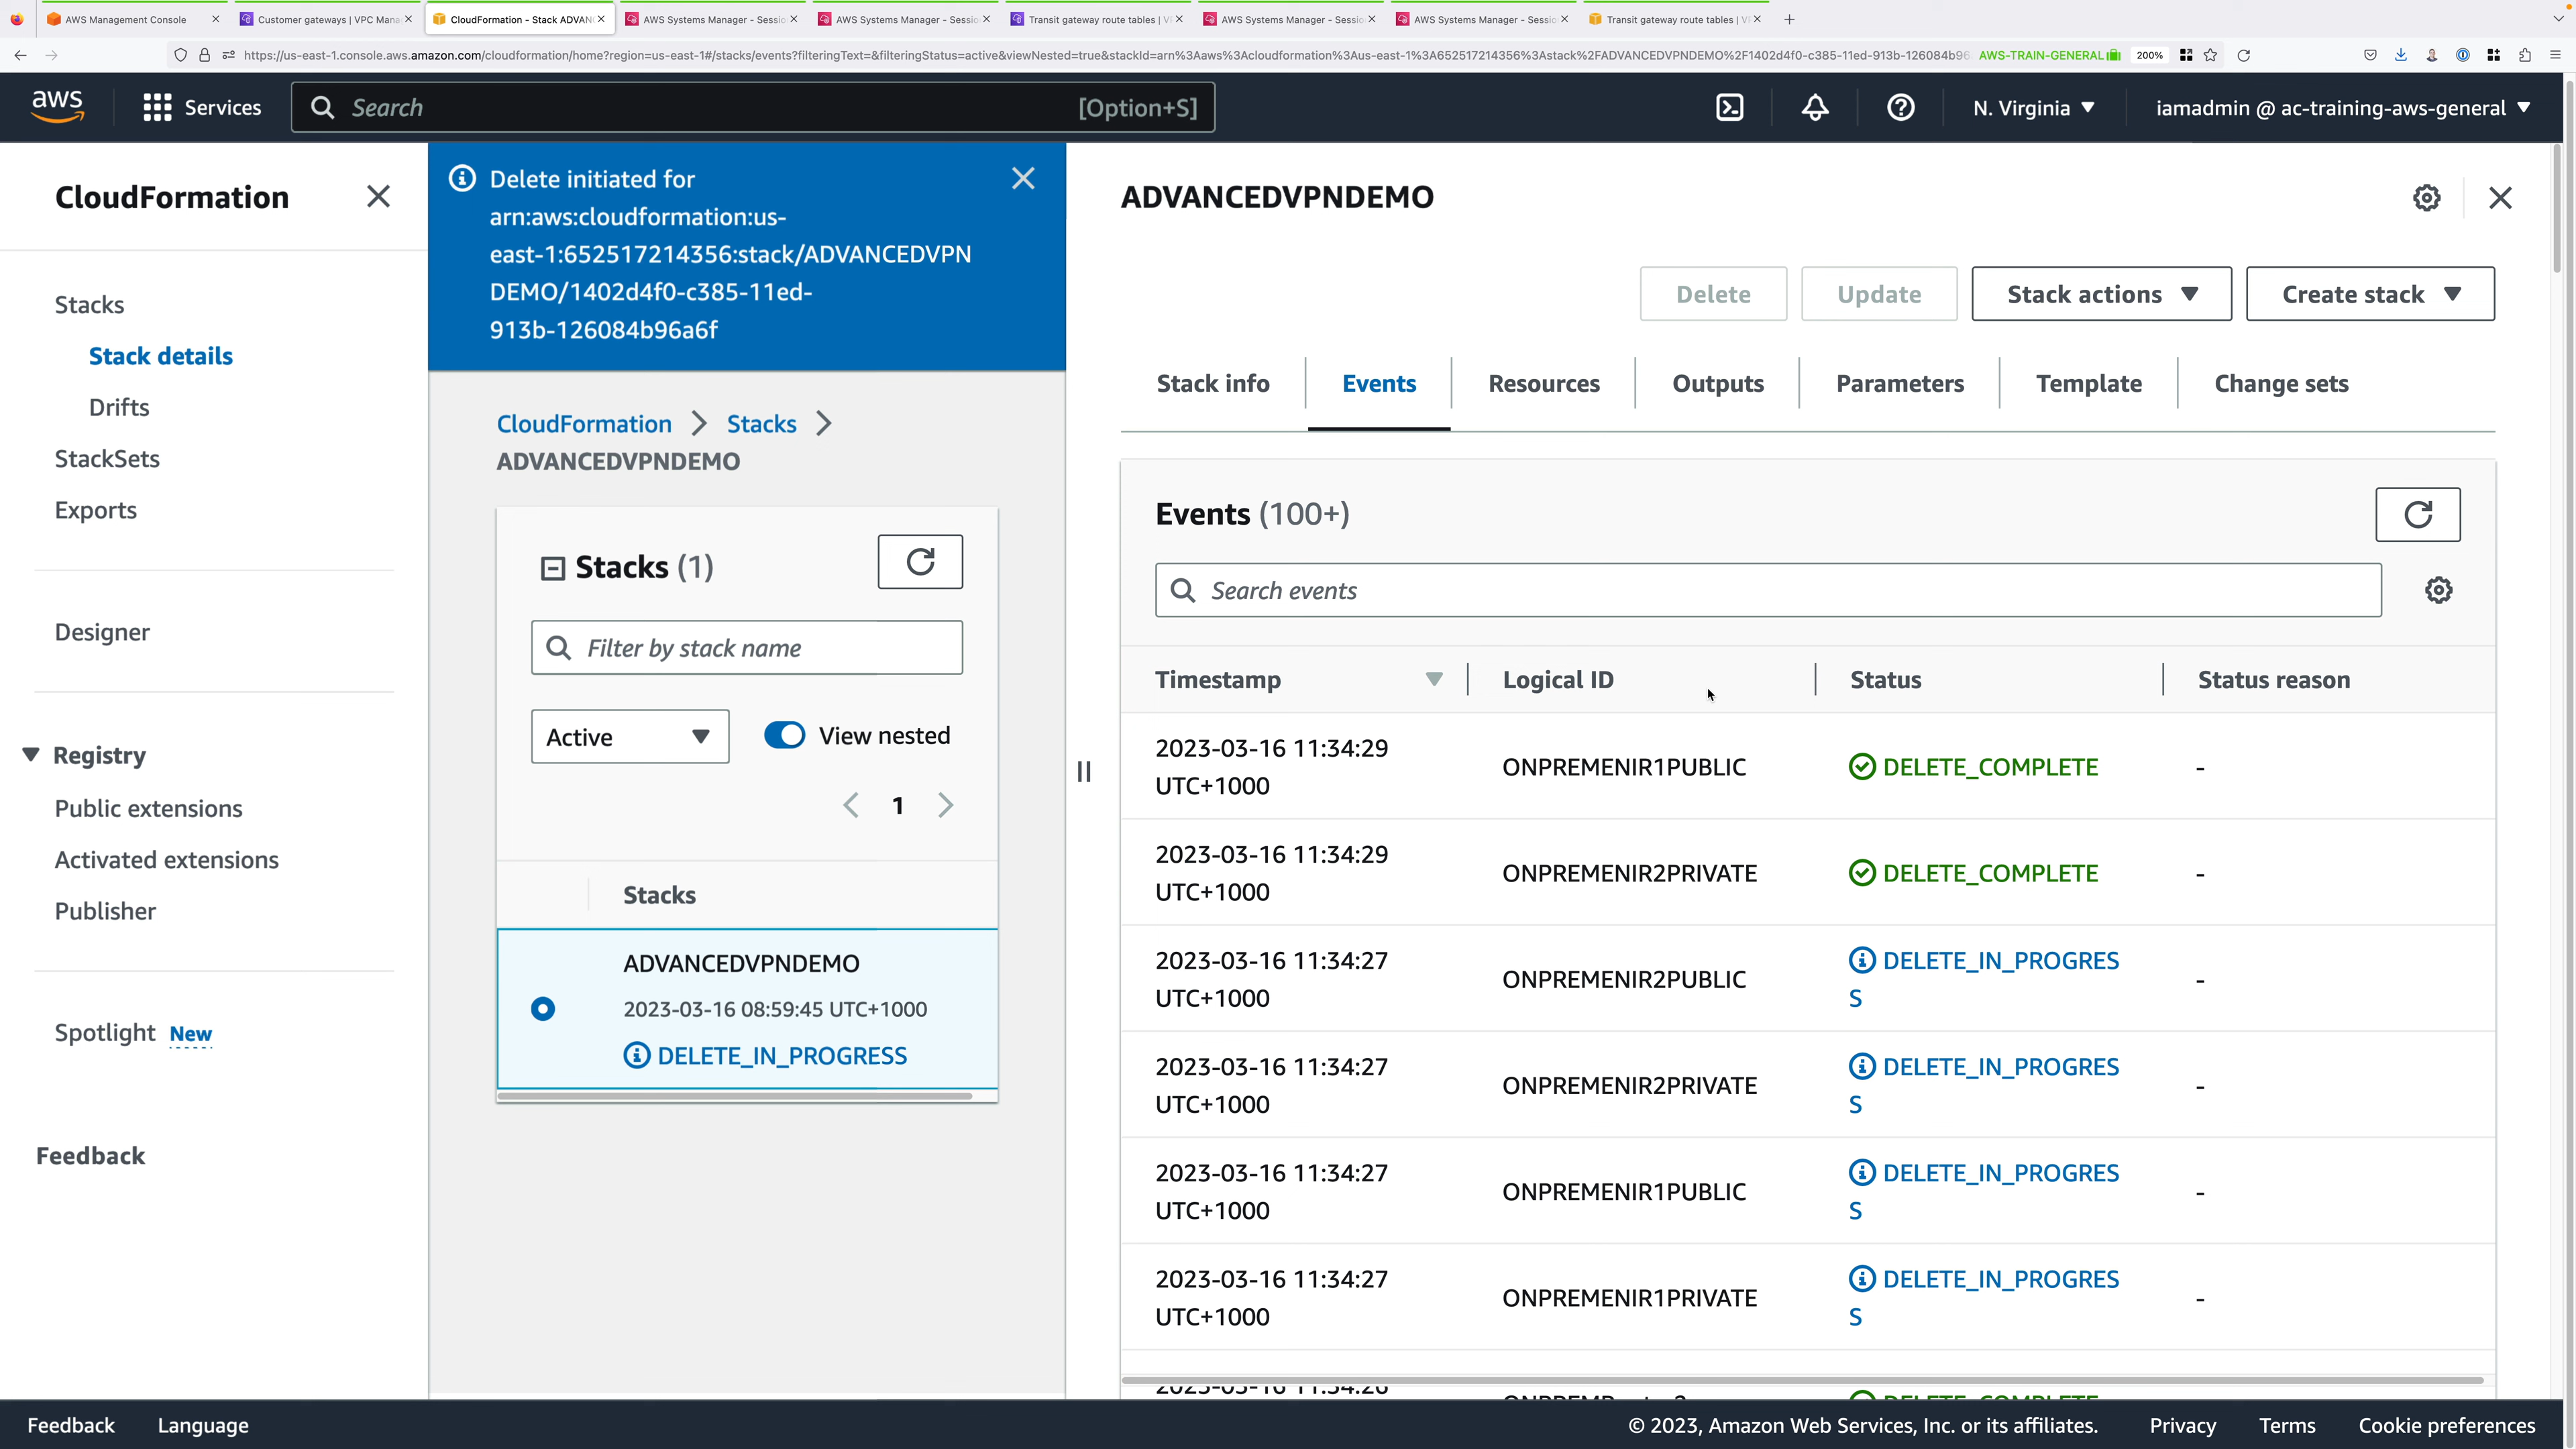 AWS Management Console
Customer gateways | VPC Mana
CloudFormation - Stack ADVAN
AWS Systems Manager - Sessio
AWS Systems Manager - Sessio
Transit gateway route tables | V
AWS Systems Manager - Sessio
AWS Systems Manager - Sessio
Transit gateway route tables | V
https://us-east-1.console.aws.amazon.com/cloudformation/home?region=us-east-1#/stacks/events?filteringText=&filteringStatus=active&viewNested=true&stackId=arn%3Aaws%3Acloudformation%3Aus-east-1%3A652517214356%3Astack%2FADVANCEDVPNDEMO%2F1402d4f0-c385-11ed-913b-126084b96
AWS-TRAIN-GENERAL
200%
aws
Services
Search
[Option+S]
N. Virginia
iamadmin @ ac-training-aws-general
CloudFormation
Stacks
Stack details
Drifts
StackSets
Exports
Designer
Registry
Public extensions
Activated extensions
Publisher
Spotlight New
Feedback
Delete initiated for
arn:aws:cloudformation:us-
east-1:652517214356:stack/ADVANCEDVPN
DEMO/1402d4f0-c385-11ed-
913b-126084b96a6f
CloudFormation
Stacks
ADVANCEDVPNDEMO
Stacks (1)
Filter by stack name
Active
View nested
1
Stacks
ADVANCEDVPNDEMO
2023-03-16 08:59:45 UTC+1000
DELETE_IN_PROGRESS
ADVANCEDVPNDEMO
Delete
Update
Stack actions
Create stack
Stack info
Events
Resources
Outputs
Parameters
Template
Change sets
Events (100+)
Search events
Timestamp
Logical ID
Status
Status reason
2023-03-16 11:34:29
UTC+1000
ONPREMENIR1PUBLIC
DELETE_COMPLETE
-
2023-03-16 11:34:29
UTC+1000
ONPREMENIR2PRIVATE
DELETE_COMPLETE
-
2023-03-16 11:34:27
UTC+1000
ONPREMENIR2PUBLIC
DELETE_IN_PROGRES
S
-
2023-03-16 11:34:27
UTC+1000
ONPREMENIR2PRIVATE
DELETE_IN_PROGRES
S
-
2023-03-16 11:34:27
UTC+1000
ONPREMENIR1PUBLIC
DELETE_IN_PROGRES
S
-
2023-03-16 11:34:27
UTC+1000
ONPREMENIR1PRIVATE
DELETE_IN_PROGRES
S
-
DELETE_COMPLETE
Feedback
Language
© 2023, Amazon Web Services, Inc. or its affiliates.
Privacy
Terms
Cookie preferences